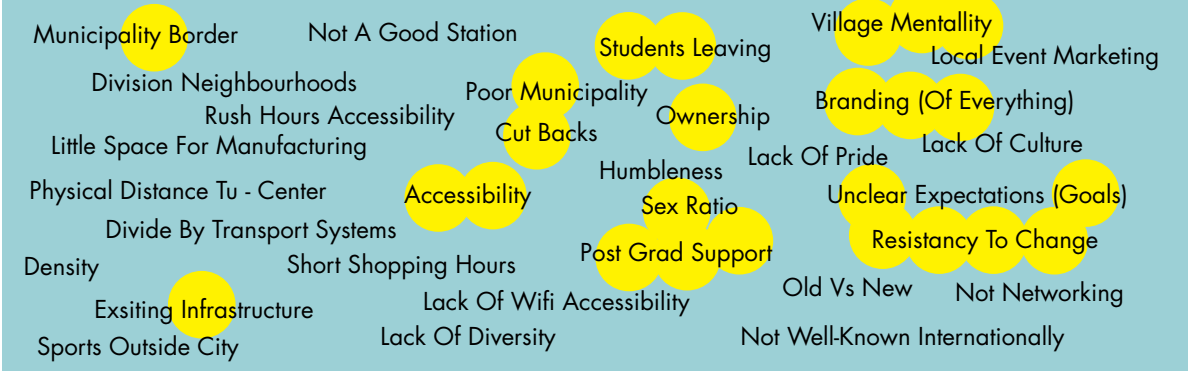 Municipality Border
Not A Good Station
Students Leaving
Village Mentallity
Local Event Marketing
Division Neighbourhoods
Poor Municipality
Branding (Of Everything)
Rush Hours Accessibility
Ownership
Cut Backs
Little Space For Manufacturing
Lack Of Culture
Lack Of Pride
Humbleness
Physical Distance Tu - Center
Accessibility
Unclear Expectations (Goals)
Sex Ratio
Divide By Transport Systems
Resistancy To Change
Post Grad Support
Density
Short Shopping Hours
Old Vs New
Not Networking
Exsiting Infrastructure
Lack Of Wifi Accessibility
Sports Outside City
Lack Of Diversity
Not Well-Known Internationally